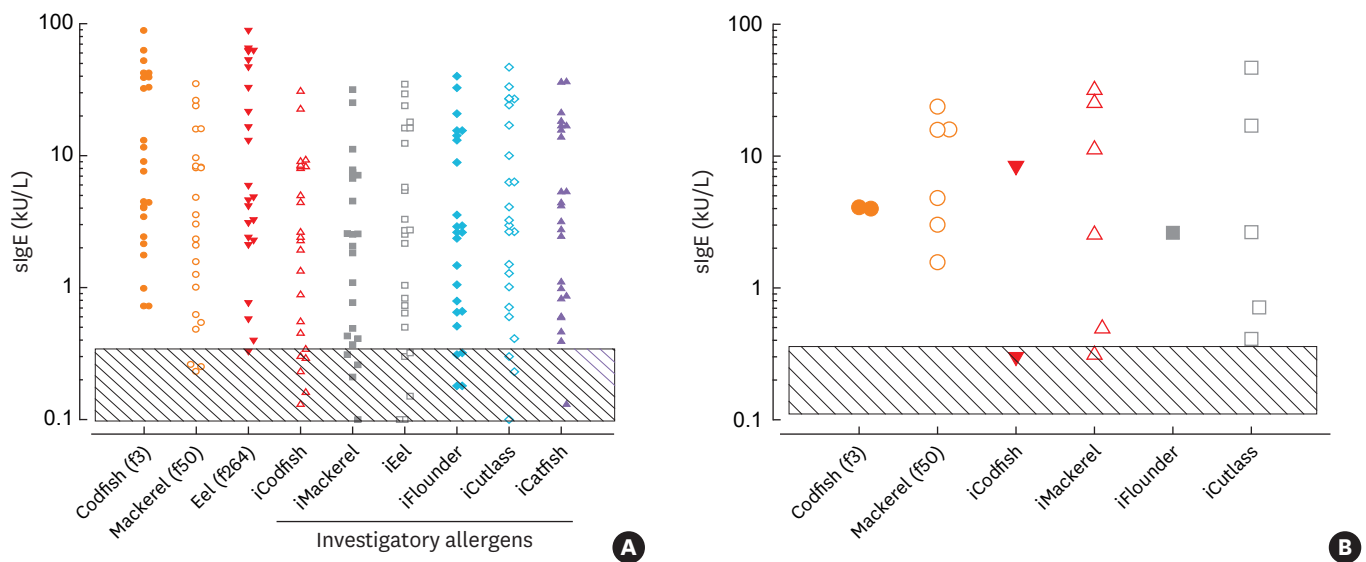 100
10
1
0.1
sIgE (kU/L)
Codfish (f3)
Mackerel (f50)
Eel (f264)
iCodfish
iMackerel
iEel
iFlounder
iCutlass
iCatfish
Investigatory allergens
A
100
10
1
0.1
sIgE (kU/L)
Codfish (f3)
Mackerel (f50)
iCodfish
iMackerel
iFlounder
iCutlass
B